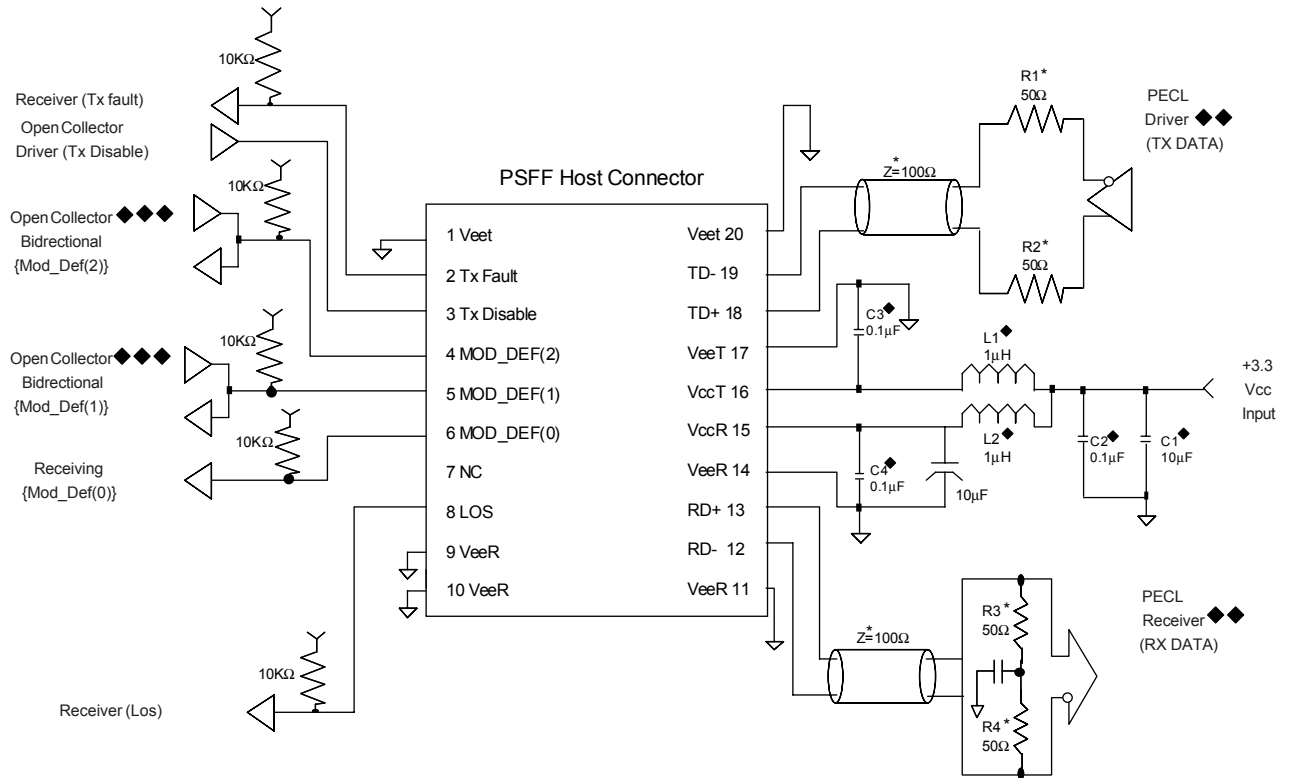 10KΩ
Receiver (Tx fault)
Open Collector
Driver (Tx Disable)
10KΩ
Open Collector ◆◆◆
Bidrectional
{Mod_Def(2)}
10KΩ
Open Collector ◆◆◆
Bidrectional
{Mod_Def(1)}
10KΩ
Receiving
{Mod_Def(0)}
10KΩ
Receiver (Los)
PSFF Host Connector
1 Veet
2 Tx Fault
3 Tx Disable
4 MOD_DEF(2)
5 MOD_DEF(1)
6 MOD_DEF(0)
7 NC
8 LOS
9 VeeR
10 VeeR
Veet 20
TD- 19
TD+ 18
VeeT 17
VccT 16
VccR 15
VeeR 14
RD+ 13
RD- 12
VeeR 11
Z*=100Ω
R1*
50Ω
R2*
50Ω
PECL
Driver ◆◆
(TX DATA)
C3◆
0.1μF
L1◆
1μH
L2◆
1μH
C4◆
0.1μF
10μF
C2◆
0.1μF
C1◆
10μF
+3.3
Vcc
Input
Z*=100Ω
R3*
50Ω
R4*
50Ω
PECL
Receiver ◆◆
(RX DATA)